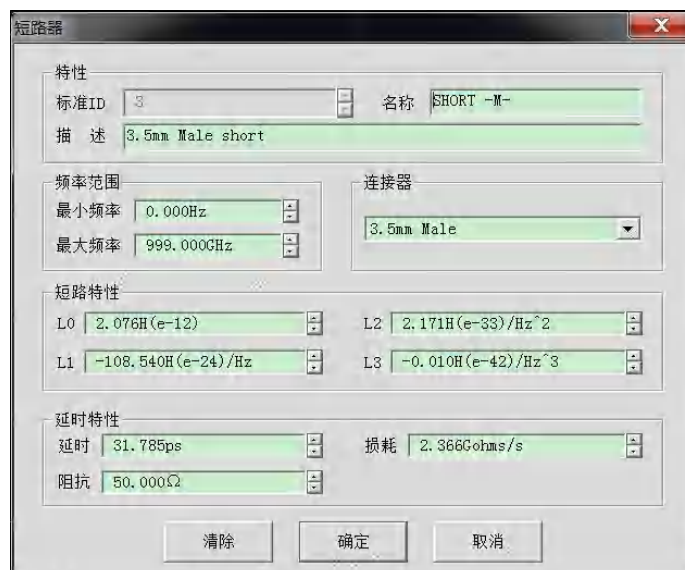 短路器
特性
标准ID 3 名称 SHORT -M-
描 述 3.5mm Male short
频率范围 连接器
最小频率 0.000Hz
3.5mm Male
最大频率 999.000GHz
短路特性
L0 2.076H(e-12) L2 2.171H(e-33)/Hz^2
L1 -108.540H(e-24)/Hz L3 -0.010H(e-42)/Hz^3
延时特性
延时 31.785ps 损耗 2.366Gohms/s
阻抗 50.000Ω
清除 确定 取消